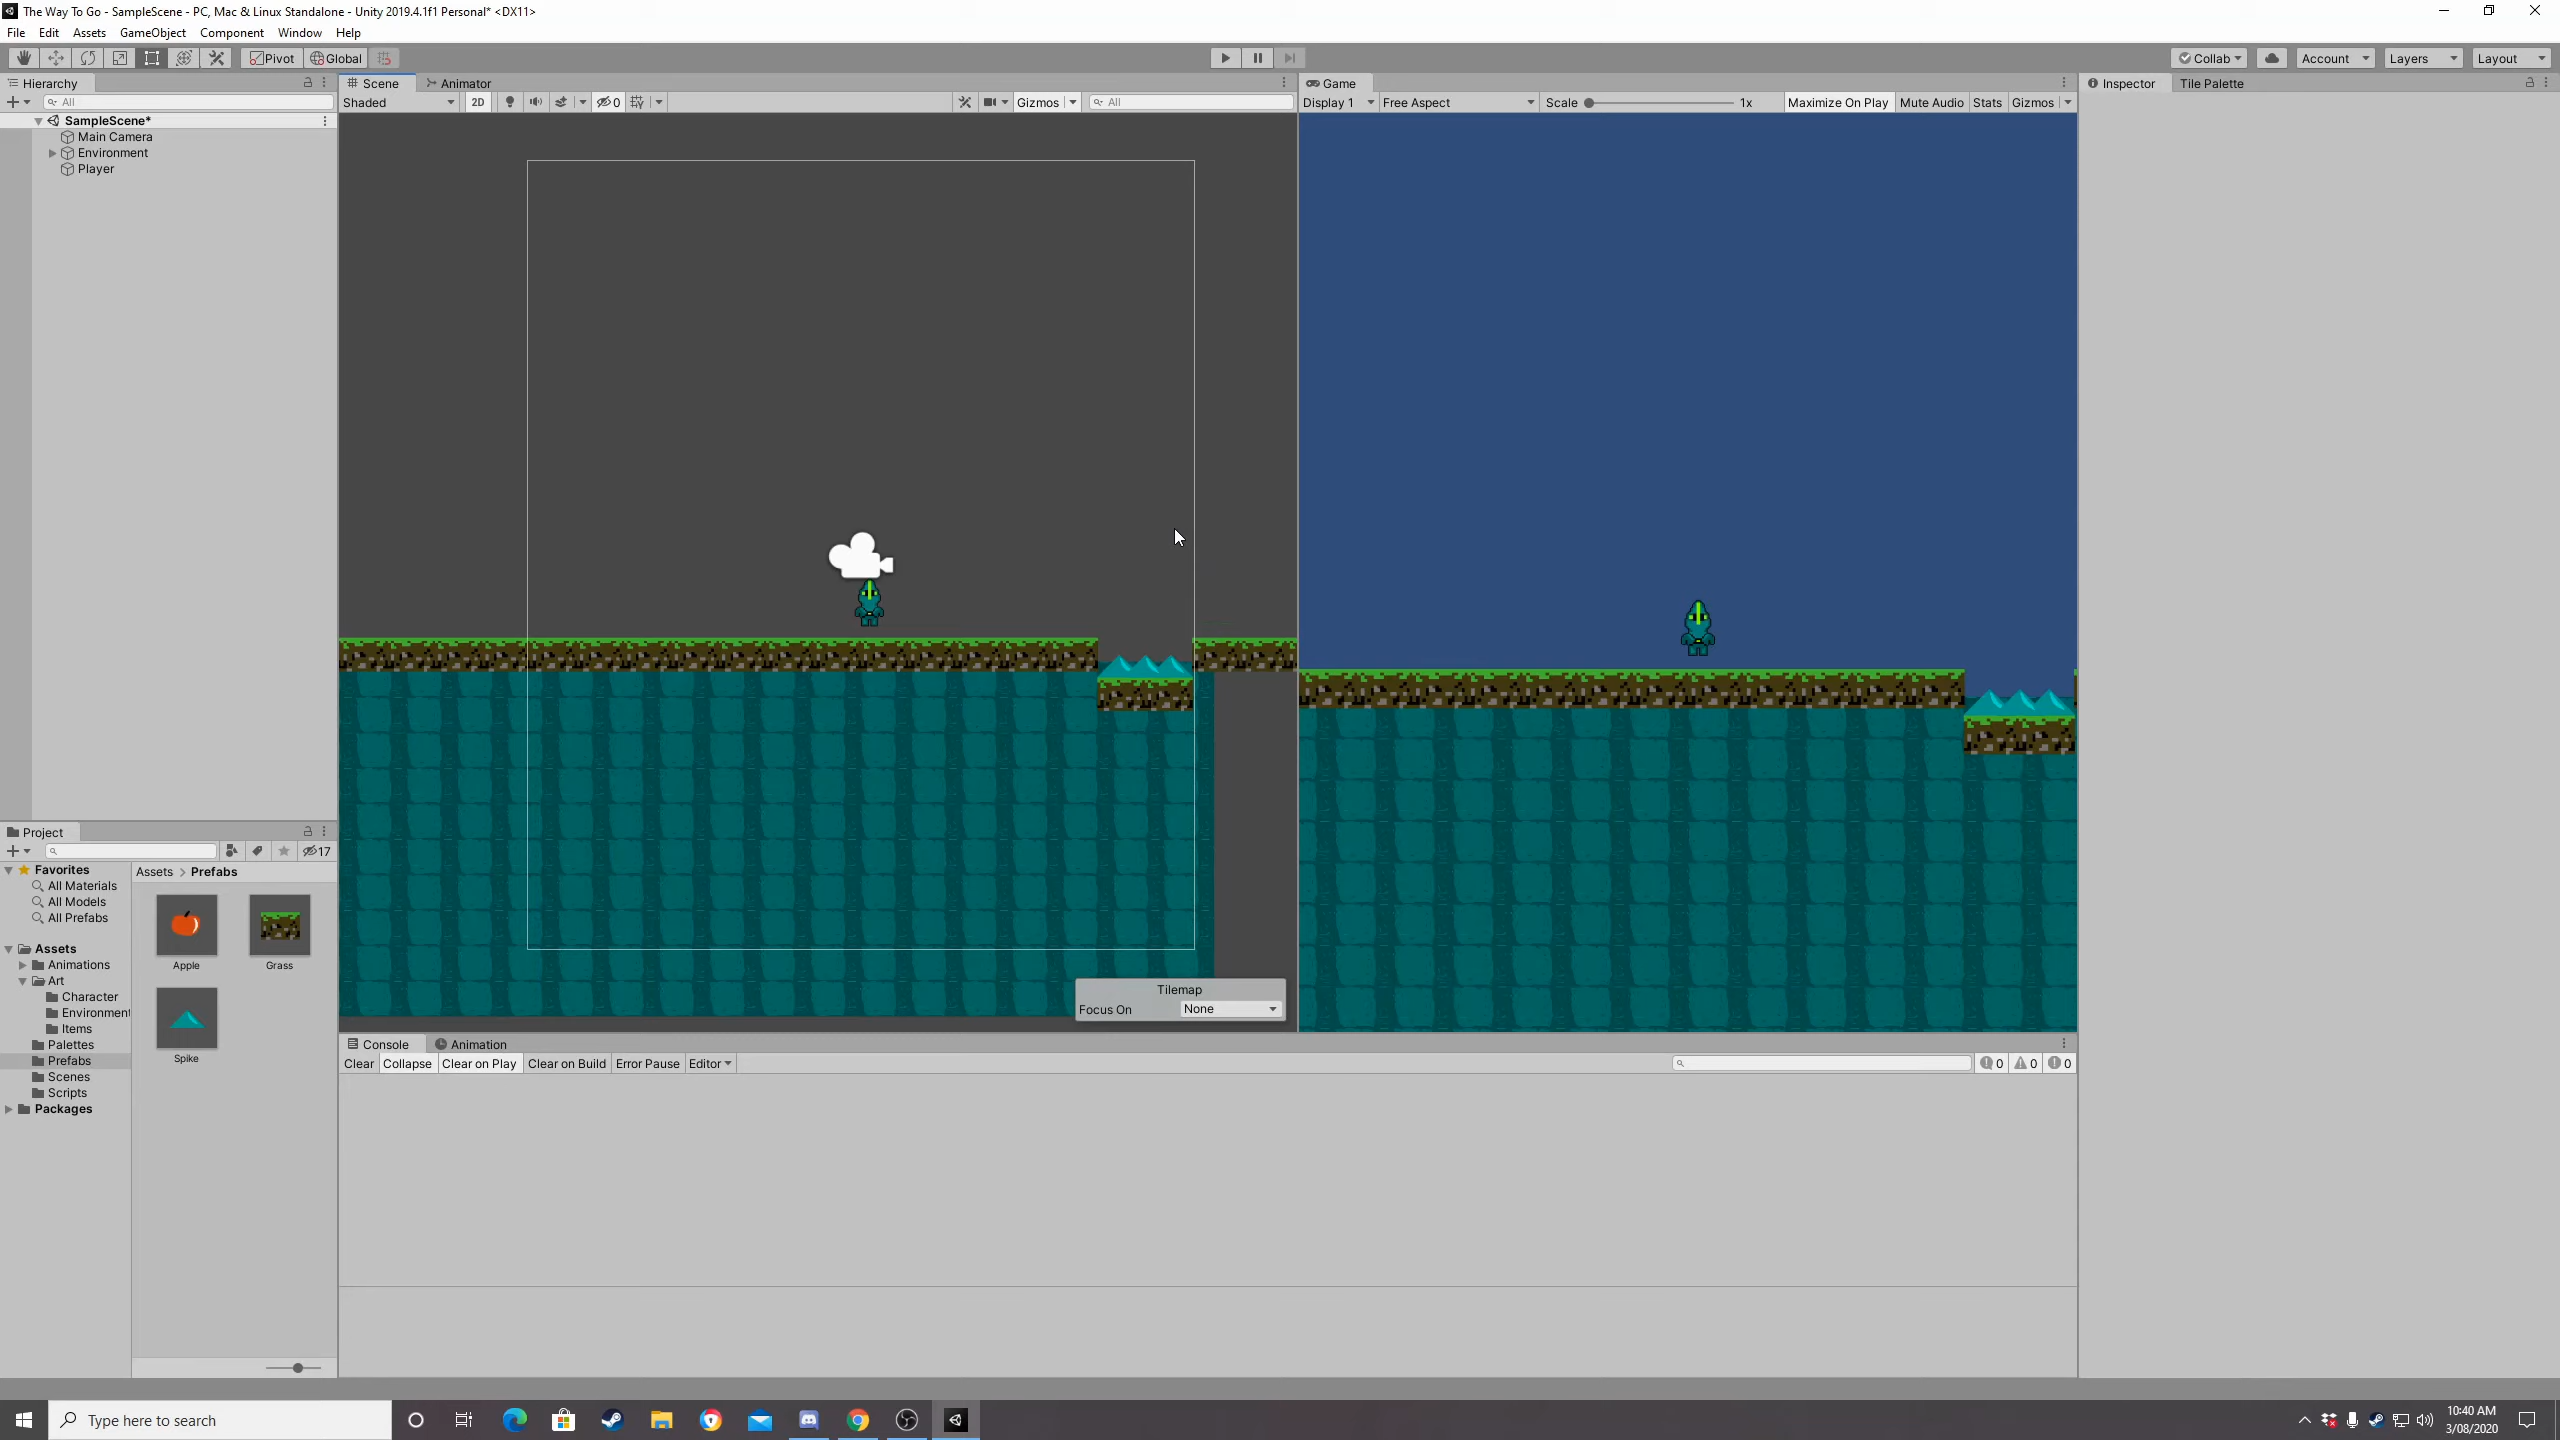 The Way To Go - SampleScene - PC, Mac & Linux Standalone - Unity 2019.4.1f1 Personal* <DX11>
File Edit Assets GameObject Component Window Help
Pivot Global Collab Account Layers Layout
Hierarchy
All
SampleScene*
Main Camera
Environment
Player
Scene Animator
Shaded 2D 0 Gizmos All
Game
Display 1 Free Aspect Scale 1x Maximize On Play Mute Audio Stats Gizmos
Inspector Tile Palette
Tilemap
Focus On None
Project
17
Favorites
All Materials
All Models
All Prefabs
Assets
Animations
Art
Character
Environment
Items
Palettes
Prefabs
Scenes
Scripts
Packages
Assets > Prefabs
Apple Grass
Spike
Console Animation
Clear Collapse Clear on Play Clear on Build Error Pause Editor 0 0 0
Type here to search
10:40 AM
3/08/2020